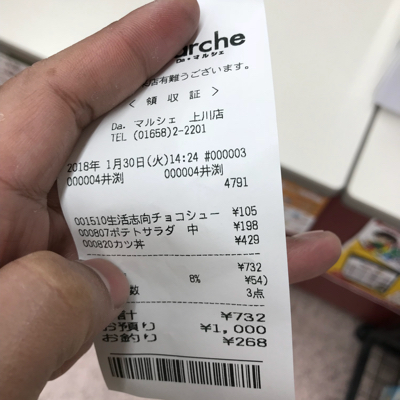 arche
Da・マルシェ
店有難うございます。
< 領 収 証 >
Da. マルシェ 上川店
TEL (01658)2-2201
2018年 1月30日(火)14:24 #000003
000004井渕 000004井渕
4791
001510生活志向チョコシュー ¥105
000807ポテトサラダ 中 ¥198
000820カツ丼 ¥429
¥732
8% ¥54)
数 3点
計 ¥732
お預り ¥1,000
お釣り ¥268